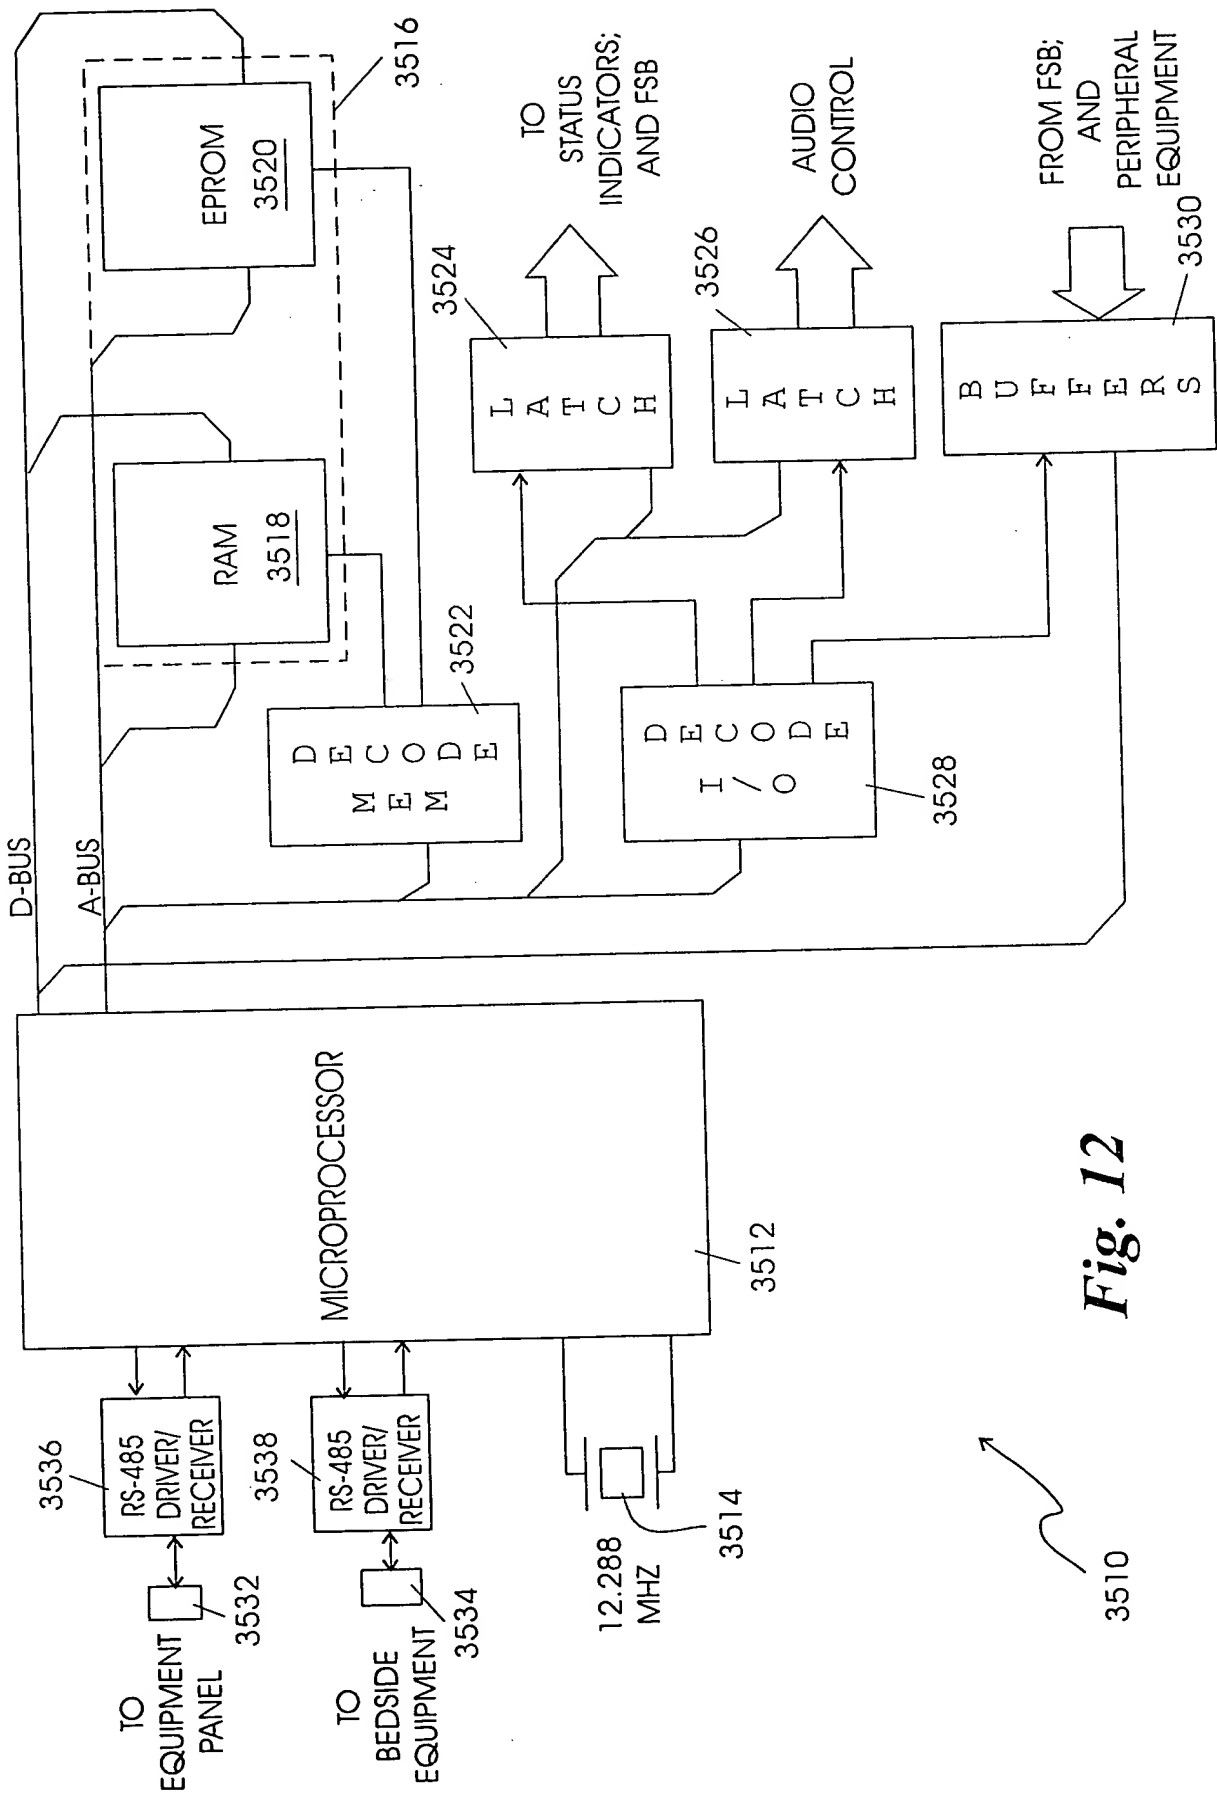 D-BUS
A-BUS
EPROM
3520
3516
RAM
3518
MEM
DECODE
3522
TO
STATUS
INDICATORS;
AND FSB
LATCH
3524
AUDIO
CONTROL
LATCH
3526
I/O
DECODE
3528
FROM FSB;
AND
PERIPHERAL
EQUIPMENT
BUFFERS
3530
MICROPROCESSOR
3512
3536
RS-485
DRIVER/
RECEIVER
3532
TO
EQUIPMENT
PANEL
3538
RS-485
DRIVER/
RECEIVER
3534
TO
BEDSIDE
EQUIPMENT
12.288
MHZ
3514
3510
Fig. 12